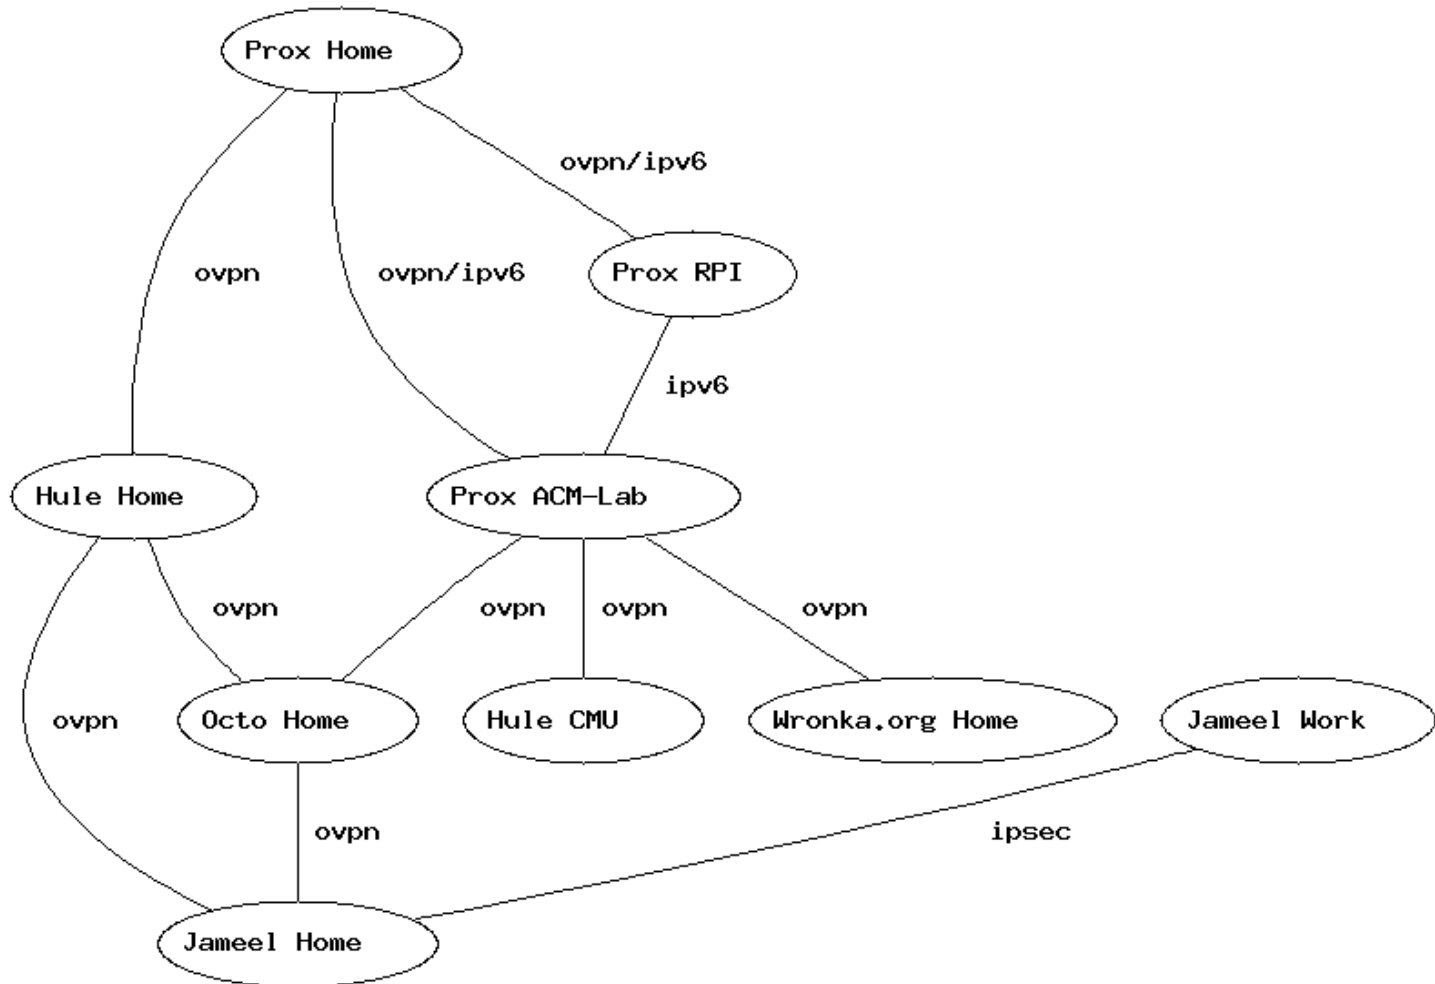 Prox Home
ovpn/ipv6
ovpn
ovpn/ipv6
Prox RPI
ipv6
Hule Home
Prox ACM-Lab
ovpn
ovpn
ovpn
ovpn
ovpn
Octo Home
Hule CMU
Wronka.org Home
Jameel Work
ovpn
ipsec
Jameel Home